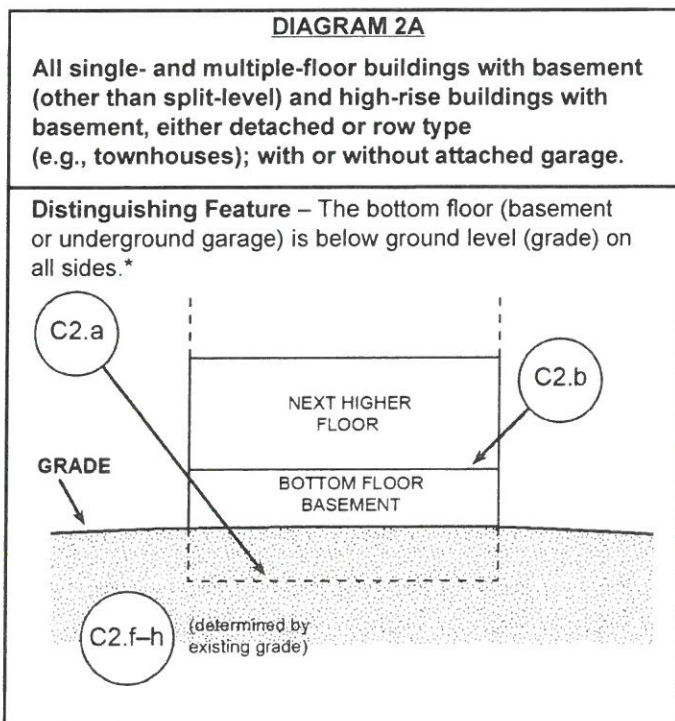 DIAGRAM 2A
All single- and multiple-floor buildings with basement
(other than split-level) and high-rise buildings with
basement, either detached or row type
(e.g., townhouses); with or without attached garage.
Distinguishing Feature – The bottom floor (basement
or underground garage) is below ground level (grade) on
all sides.*
C2.a
C2.b
NEXT HIGHER
FLOOR
GRADE
BOTTOM FLOOR
BASEMENT
C2.f–h
(determined by
existing grade)